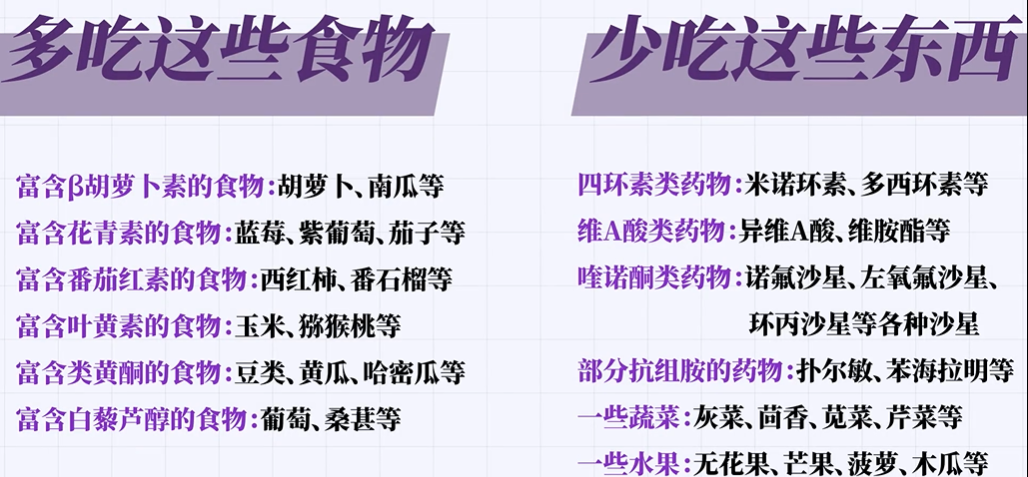 多吃这些食物
富含β胡萝卜素的食物:胡萝卜、南瓜等
富含花青素的食物:蓝莓、紫葡萄、茄子等
富含番茄红素的食物:西红柿、番石榴等
富含叶黄素的食物:玉米、猕猴桃等
富含类黄酮的食物:豆类、黄瓜、哈密瓜等
富含白藜芦醇的食物:葡萄、桑葚等
少吃这些东西
四环素类药物:米诺环素、多西环素等
维A酸类药物:异维A酸、维胺酯等
喹诺酮类药物:诺氟沙星、左氧氟沙星、
环丙沙星等各种沙星
部分抗组胺的药物:扑尔敏、苯海拉明等
一些蔬菜:灰菜、茴香、苋菜、芹菜等
一些水果:无花果、芒果、菠萝、木瓜等